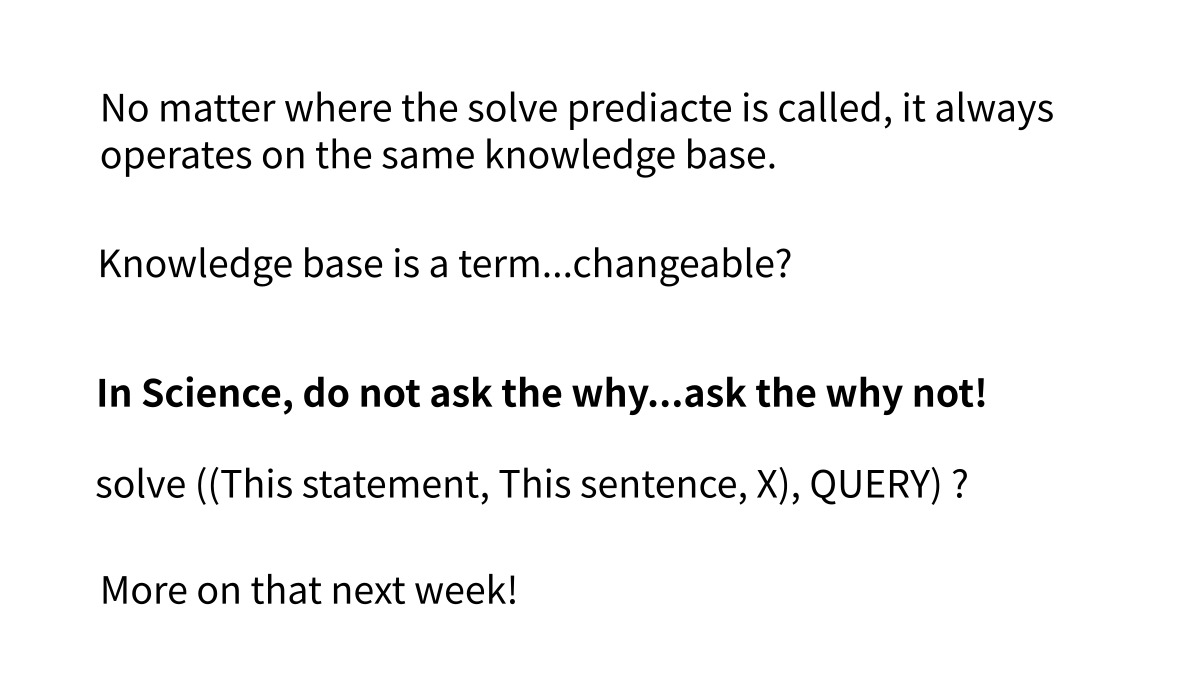 No matter where the solve prediacte is called, it always
operates on the same knowledge base.
Knowledge base is a term...changeable?
In Science, do not ask the why...ask the why not!
solve ((This statement, This sentence, X), QUERY) ?
More on that next week!